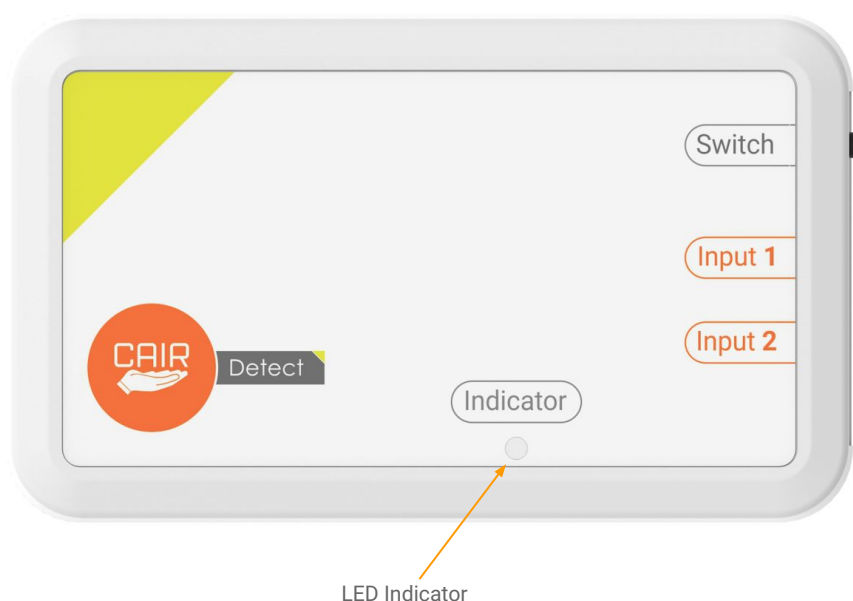 Switch
Input 1
Input 2
CAIR
Detect
Indicator
LED Indicator